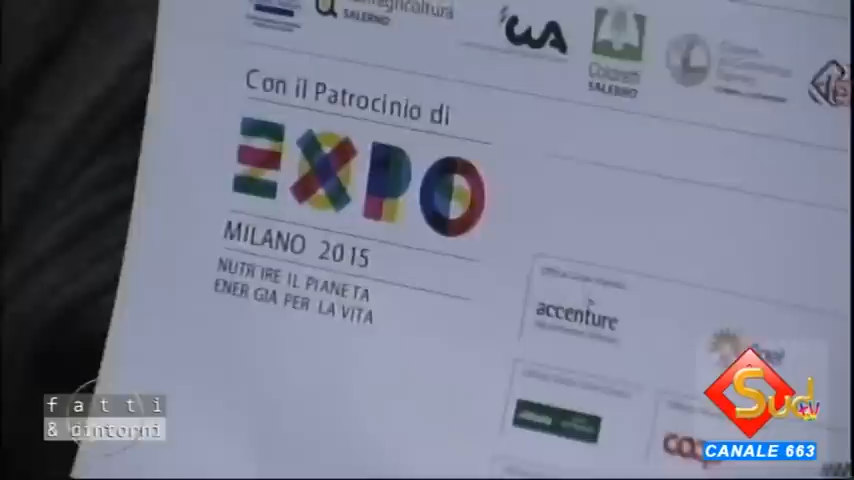 SALERNO
CIA
Coldiretti
SALERNO
Con il Patrocinio di
EXPO
MILANO 2015
NUTRIRE IL PIANETA
ENERGIA PER LA VITA
accenture
coop
fatti
& dintorni
Sud TV
CANALE 663